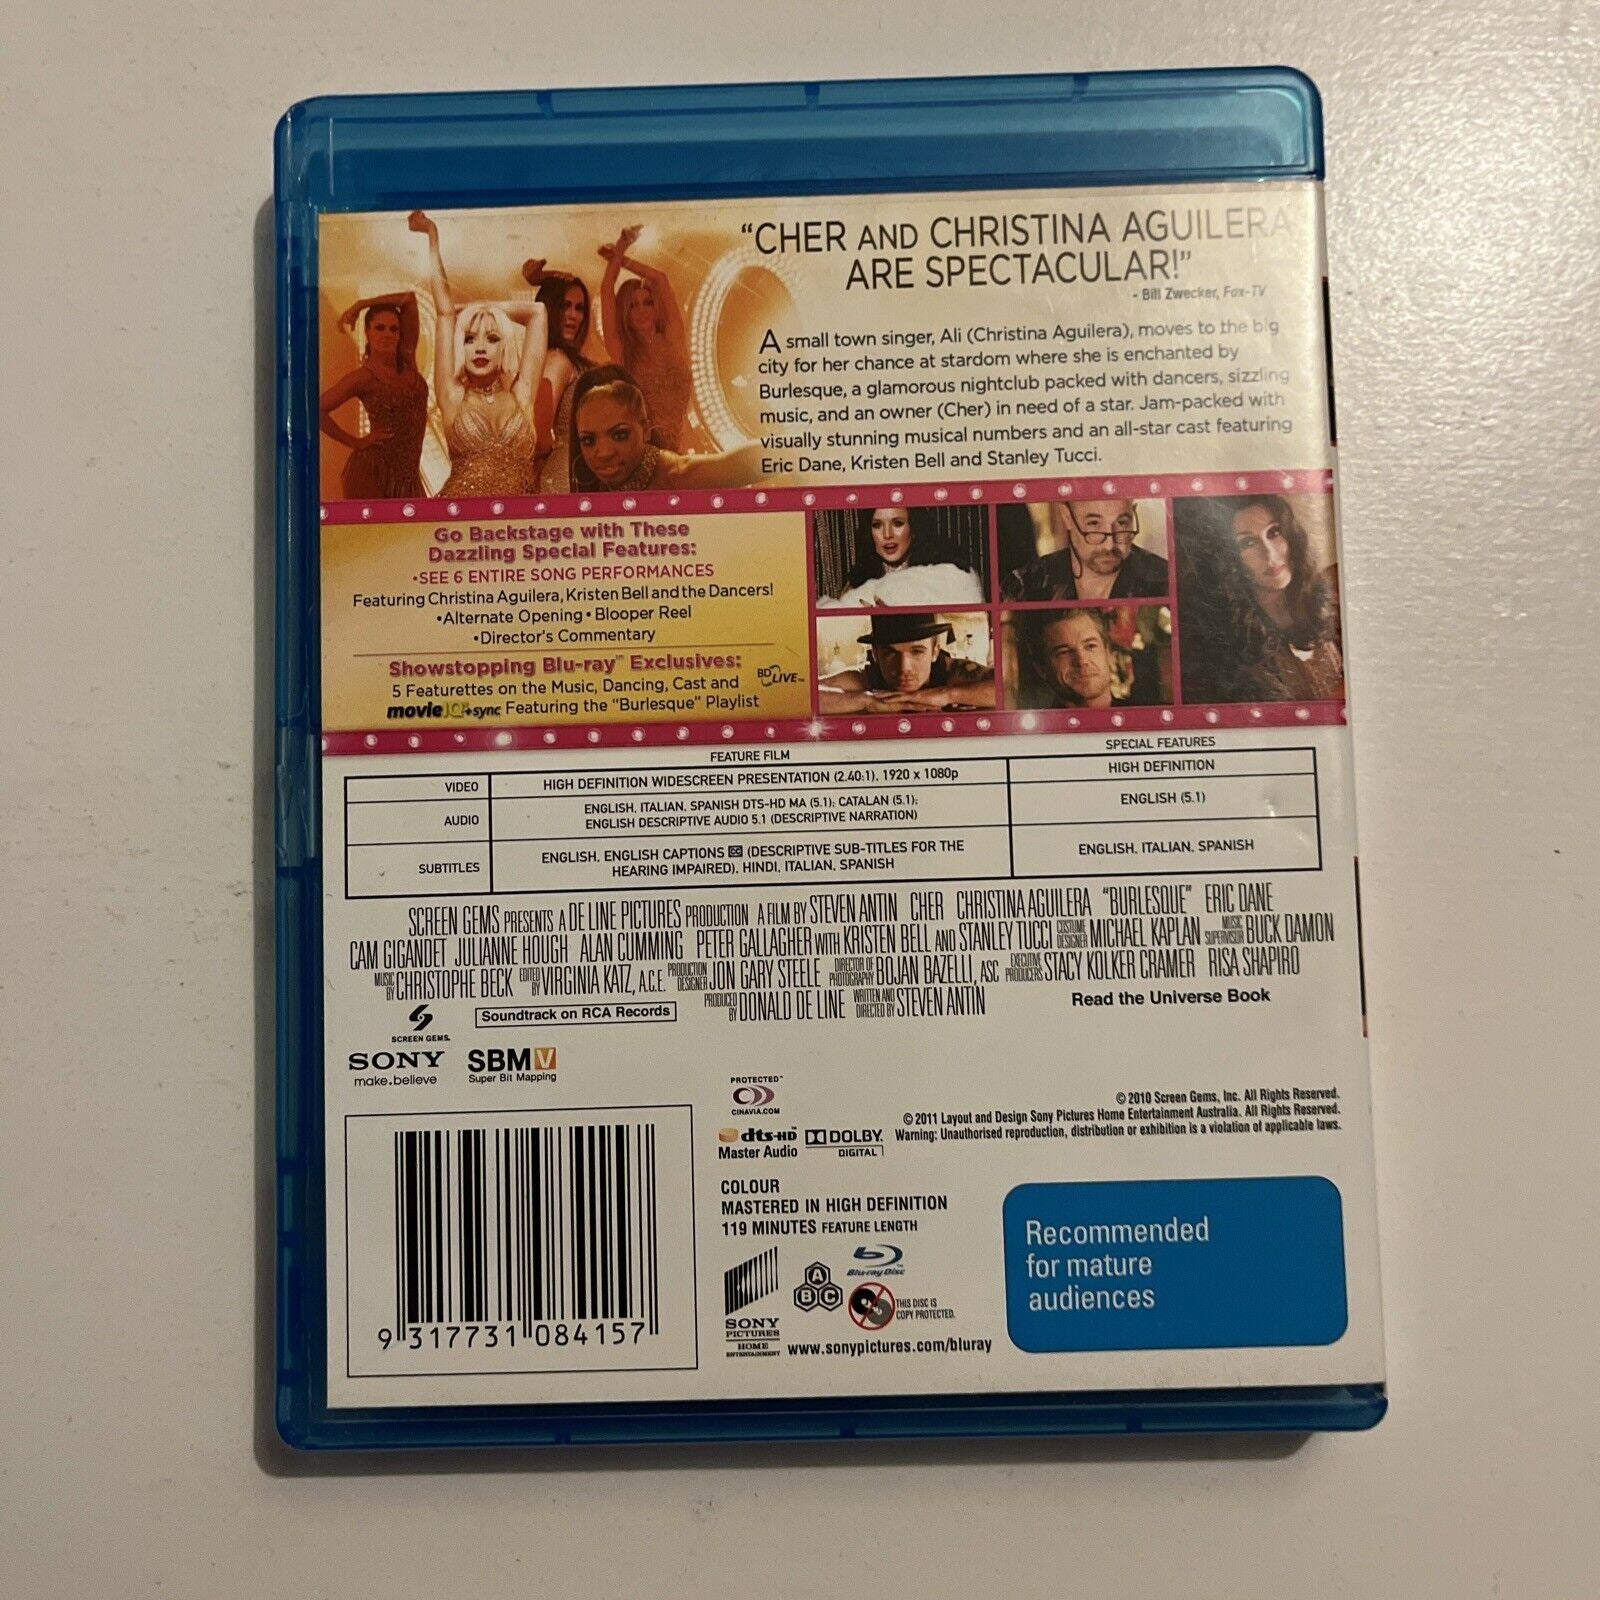 “CHER AND CHRISTINA AGUILERA
ARE SPECTACULAR!”
- Bill Zwecker, Fox-TV
A small town singer, Ali (Christina Aguilera), moves to the big
city for her chance at stardom where she is enchanted by
Burlesque, a glamorous nightclub packed with dancers, sizzling
music, and an owner (Cher) in need of a star. Jam-packed with
visually stunning musical numbers and an all-star cast featuring
Eric Dane, Kristen Bell and Stanley Tucci.
Go Backstage with These
Dazzling Special Features:
•SEE 6 ENTIRE SONG PERFORMANCES
Featuring Christina Aguilera, Kristen Bell and the Dancers!
•Alternate Opening • Blooper Reel
•Director's Commentary
Showstopping Blu-ray™ Exclusives:
BD LIVE™
5 Featurettes on the Music, Dancing, Cast and
movieIQ+sync Featuring the "Burlesque" Playlist
FEATURE FILM
SPECIAL FEATURES
VIDEO
HIGH DEFINITION WIDESCREEN PRESENTATION (2.40:1), 1920 x 1080p
HIGH DEFINITION
AUDIO
ENGLISH, ITALIAN, SPANISH DTS-HD MA (5.1); CATALAN (5.1);
ENGLISH DESCRIPTIVE AUDIO 5.1 (DESCRIPTIVE NARRATION)
ENGLISH (5.1)
SUBTITLES
ENGLISH, ENGLISH CAPTIONS CC (DESCRIPTIVE SUB-TITLES FOR THE
HEARING IMPAIRED), HINDI, ITALIAN, SPANISH
ENGLISH, ITALIAN, SPANISH
SCREEN GEMS PRESENTS A DE LINE PICTURES PRODUCTION A FILM BY STEVEN ANTIN CHER CHRISTINA AGUILERA "BURLESQUE" ERIC DANE
CAM GIGANDET JULIANNE HOUGH ALAN CUMMING PETER GALLAGHER WITH KRISTEN BELL AND STANLEY TUCCI COSTUME DESIGNER MICHAEL KAPLAN MUSIC SUPERVISOR BUCK DAMON
MUSIC BY CHRISTOPHE BECK EDITED BY VIRGINIA KATZ, A.C.E. PRODUCTION DESIGNER JON GARY STEELE DIRECTOR OF PHOTOGRAPHY BOJAN BAZELLI, ASC EXECUTIVE PRODUCERS STACY KOLKER CRAMER RISA SHAPIRO
PRODUCED BY DONALD DE LINE WRITTEN AND DIRECTED BY STEVEN ANTIN
Read the Universe Book
SCREEN GEMS.
Soundtrack on RCA Records
SONY
make.believe
SBMV
Super Bit Mapping
PROTECTED
CINAVIA.COM
© 2010 Screen Gems, Inc. All Rights Reserved.
© 2011 Layout and Design Sony Pictures Home Entertainment Australia. All Rights Reserved.
Warning: Unauthorised reproduction, distribution or exhibition is a violation of applicable laws.
dts-HD™
Master Audio
DOLBY
DIGITAL
COLOUR
MASTERED IN HIGH DEFINITION
119 MINUTES FEATURE LENGTH
SONY
PICTURES
HOME
ENTERTAINMENT
A
B C
Blu-ray Disc
THIS DISC IS
COPY PROTECTED.
www.sonypictures.com/bluray
Recommended
for mature
audiences
9 317731 084157